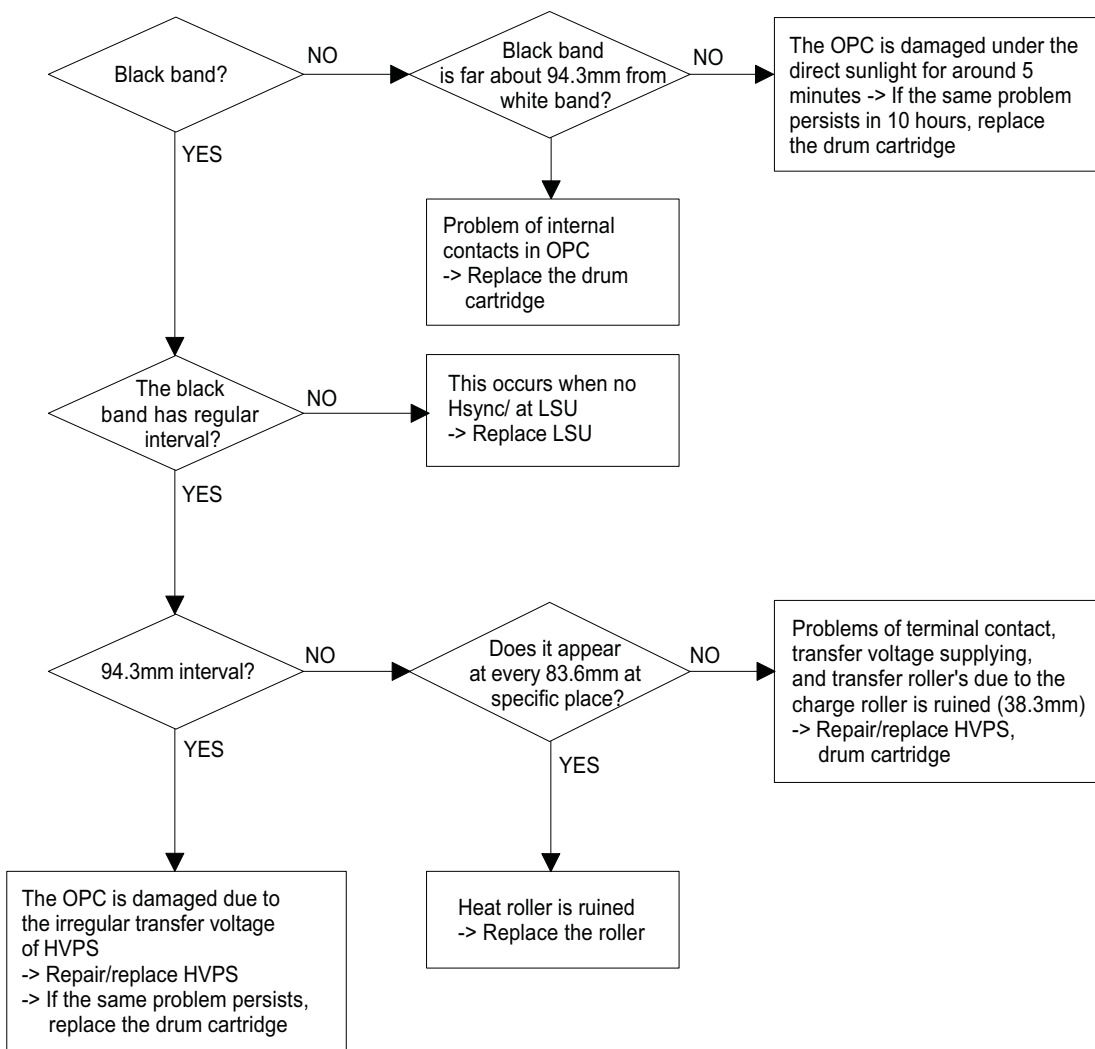 Black band?
NO
Black band
is far about 94.3mm from
white band?
NO
The OPC is damaged under the
direct sunlight for around 5
minutes -> If the same problem
persists in 10 hours, replace
the drum cartridge
YES
Problem of internal
contacts in OPC
-> Replace the drum
cartridge
The black
band has regular
interval?
NO
This occurs when no
Hsync/ at LSU
-> Replace LSU
YES
94.3mm interval?
NO
Does it appear
at every 83.6mm at
specific place?
NO
Problems of terminal contact,
transfer voltage supplying,
and transfer roller's due to the
charge roller is ruined (38.3mm)
-> Repair/replace HVPS,
drum cartridge
YES
YES
The OPC is damaged due to
the irregular transfer voltage
of HVPS
-> Repair/replace HVPS
-> If the same problem persists,
replace the drum cartridge
Heat roller is ruined
-> Replace the roller